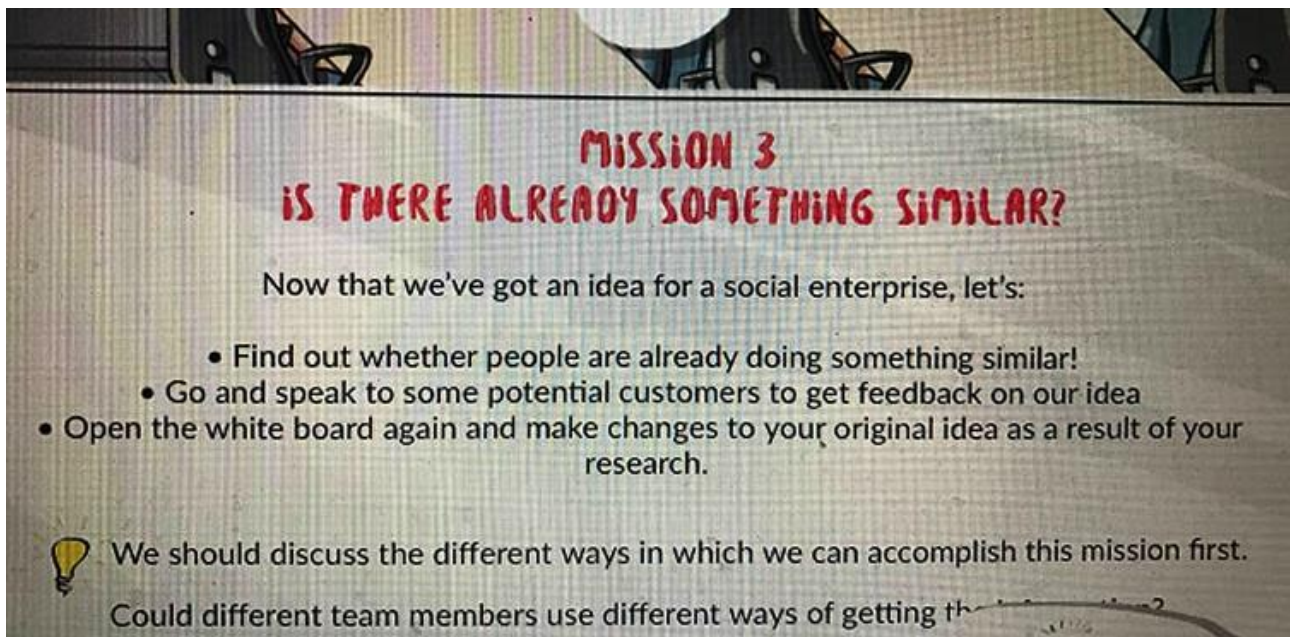 MiSSiON 3
iS THERE ALREADY SOMETHiNG SiMiLAR?
Now that we've got an idea for a social enterprise, let's:
• Find out whether people are already doing something similar!
• Go and speak to some potential customers to get feedback on our idea
• Open the white board again and make changes to your original idea as a result of your
research.
We should discuss the different ways in which we can accomplish this mission first.
Could different team members use different ways of getting